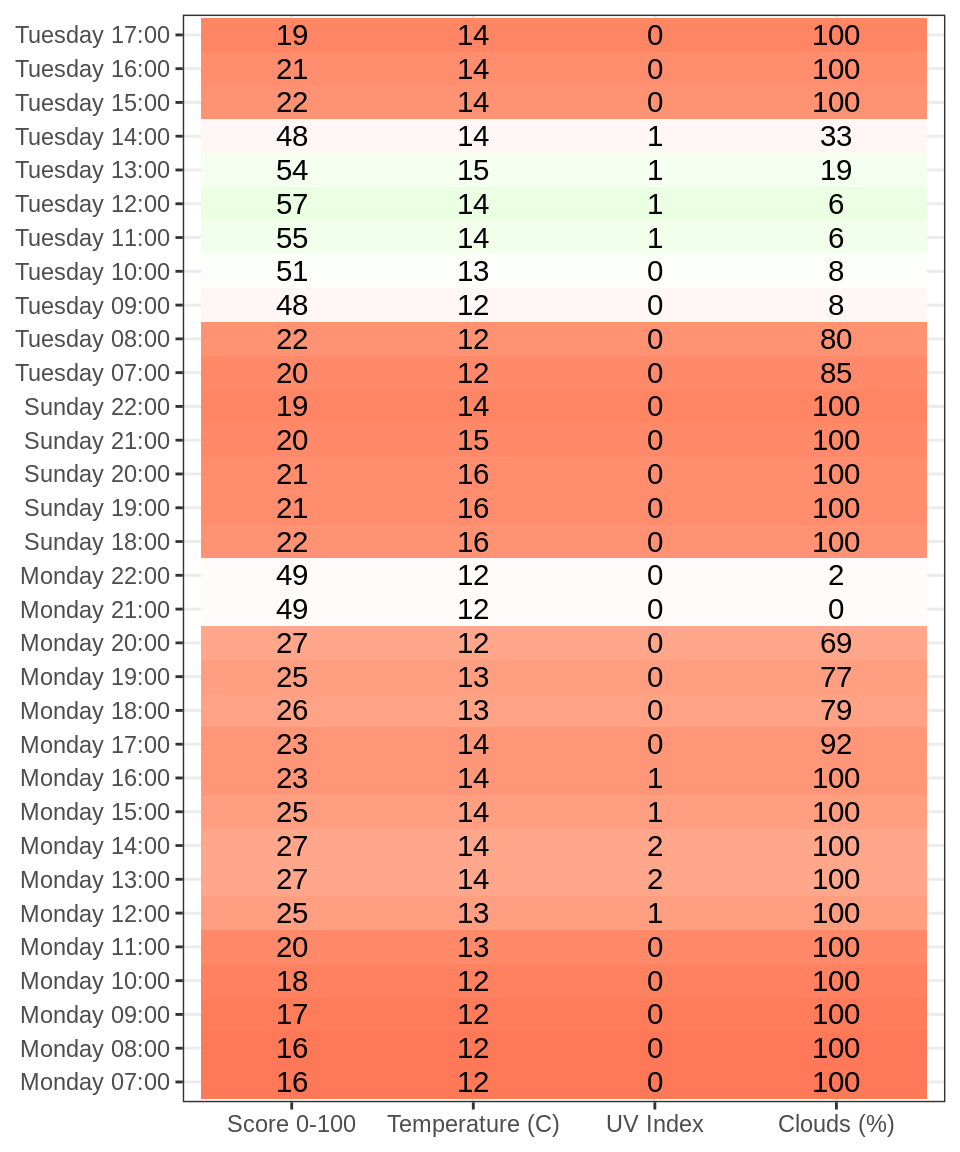 Tuesday 17:00 19 14 0 100
Tuesday 16:00 21 14 0 100
Tuesday 15:00 22 14 0 100
Tuesday 14:00 48 14 1 33
Tuesday 13:00 54 15 1 19
Tuesday 12:00 57 14 1 6
Tuesday 11:00 55 14 1 6
Tuesday 10:00 51 13 0 8
Tuesday 09:00 48 12 0 8
Tuesday 08:00 22 12 0 80
Tuesday 07:00 20 12 0 85
Sunday 22:00 19 14 0 100
Sunday 21:00 20 15 0 100
Sunday 20:00 21 16 0 100
Sunday 19:00 21 16 0 100
Sunday 18:00 22 16 0 100
Monday 22:00 49 12 0 2
Monday 21:00 49 12 0 0
Monday 20:00 27 12 0 69
Monday 19:00 25 13 0 77
Monday 18:00 26 13 0 79
Monday 17:00 23 14 0 92
Monday 16:00 23 14 1 100
Monday 15:00 25 14 1 100
Monday 14:00 27 14 2 100
Monday 13:00 27 14 2 100
Monday 12:00 25 13 1 100
Monday 11:00 20 13 0 100
Monday 10:00 18 12 0 100
Monday 09:00 17 12 0 100
Monday 08:00 16 12 0 100
Monday 07:00 16 12 0 100
Score 0-100 Temperature (C) UV Index Clouds (%)